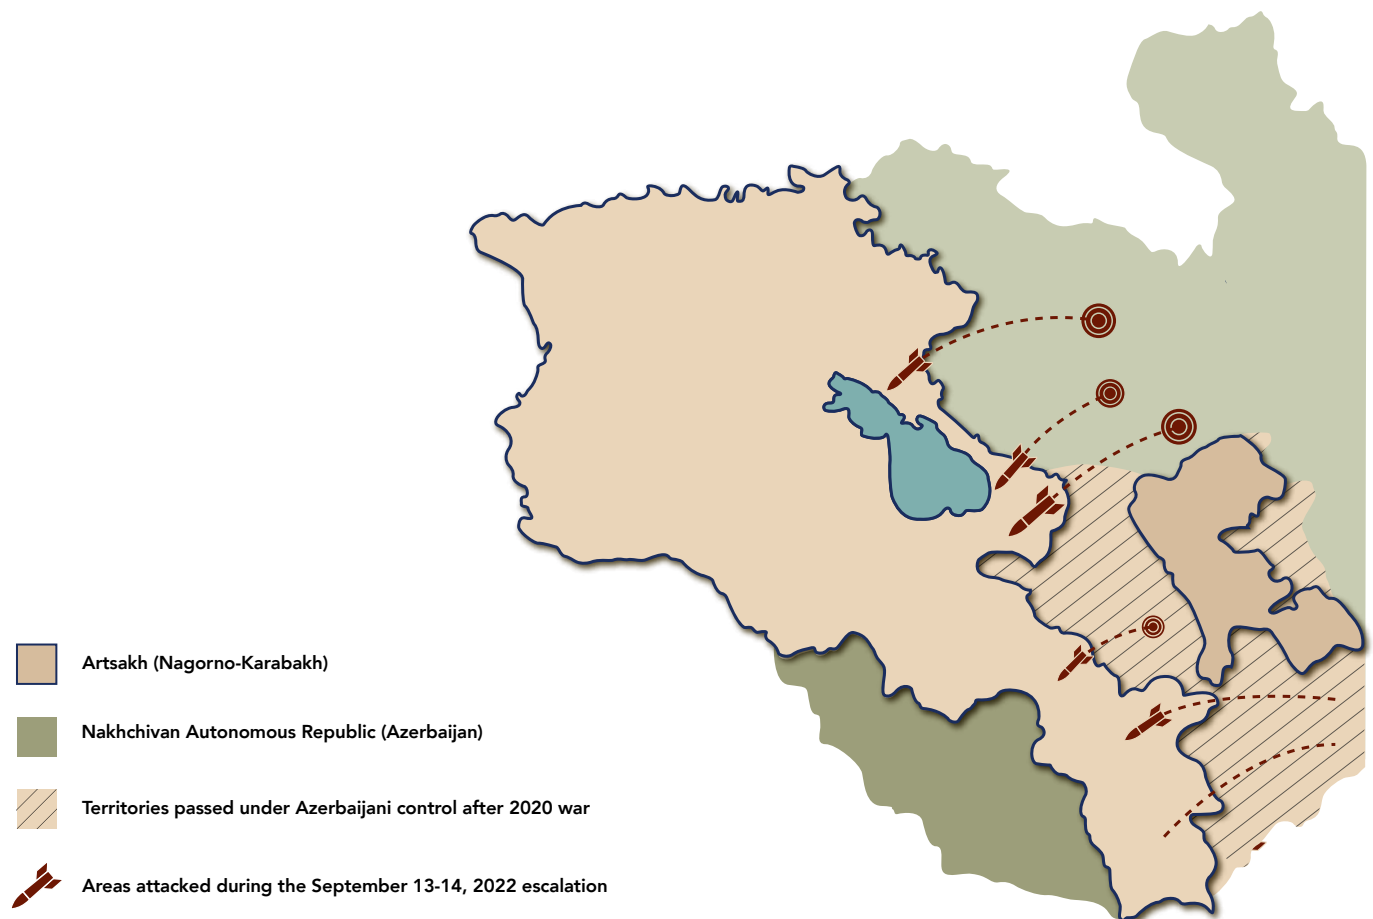 Artsakh (Nagorno-Karabakh)
Nakhchivan Autonomous Republic (Azerbaijan)
Territories passed under Azerbaijani control after 2020 war
Areas attacked during the September 13-14, 2022 escalation